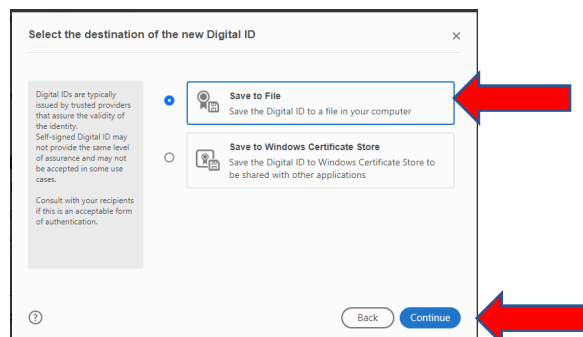 Select the destination of the new Digital ID
Digital IDs are typically
issued by trusted providers
that assure the validity of
the identity.
Self-signed Digital ID may
not provide the same level
of assurance and may not
be accepted in some use
cases.
Consult with your recipients
if this is an acceptable form
of authentication.
Save to File
Save the Digital ID to a file in your computer
Save to Windows Certificate Store
Save the Digital ID to Windows Certificate Store to
be shared with other applications
?
Back
Continue